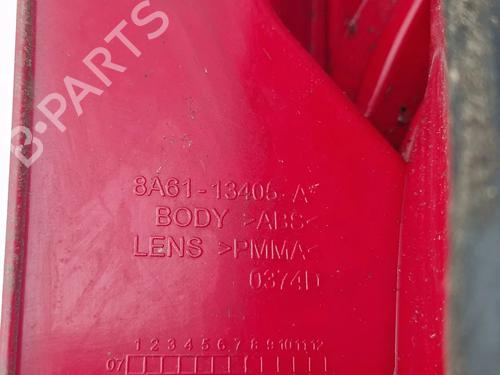 B-PARTS
8A61-13405-A*
BODY >ABS<
LENS >PMMA<
0374D
1 2 3 4 5 6 7 8 9 10 11 12
07